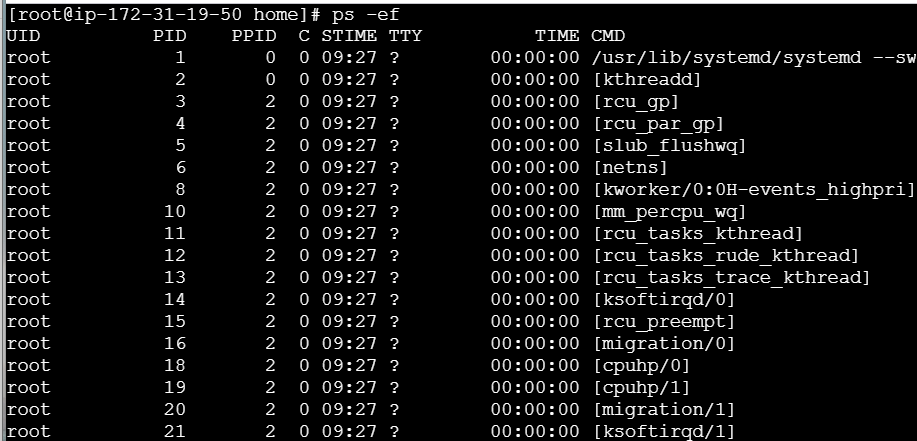 [root@ip-172-31-19-50 home]# ps -ef
UID PID PPID C STIME TTY TIME CMD
root 1 0 0 09:27 ? 00:00:00 /usr/lib/systemd/systemd --sw
root 2 0 0 09:27 ? 00:00:00 [kthreadd]
root 3 2 0 09:27 ? 00:00:00 [rcu_gp]
root 4 2 0 09:27 ? 00:00:00 [rcu_par_gp]
root 5 2 0 09:27 ? 00:00:00 [slub_flushwq]
root 6 2 0 09:27 ? 00:00:00 [netns]
root 8 2 0 09:27 ? 00:00:00 [kworker/0:0H-events_highpri]
root 10 2 0 09:27 ? 00:00:00 [mm_percpu_wq]
root 11 2 0 09:27 ? 00:00:00 [rcu_tasks_kthread]
root 12 2 0 09:27 ? 00:00:00 [rcu_tasks_rude_kthread]
root 13 2 0 09:27 ? 00:00:00 [rcu_tasks_trace_kthread]
root 14 2 0 09:27 ? 00:00:00 [ksoftirqd/0]
root 15 2 0 09:27 ? 00:00:00 [rcu_preempt]
root 16 2 0 09:27 ? 00:00:00 [migration/0]
root 18 2 0 09:27 ? 00:00:00 [cpuhp/0]
root 19 2 0 09:27 ? 00:00:00 [cpuhp/1]
root 20 2 0 09:27 ? 00:00:00 [migration/1]
root 21 2 0 09:27 ? 00:00:00 [ksoftirqd/1]